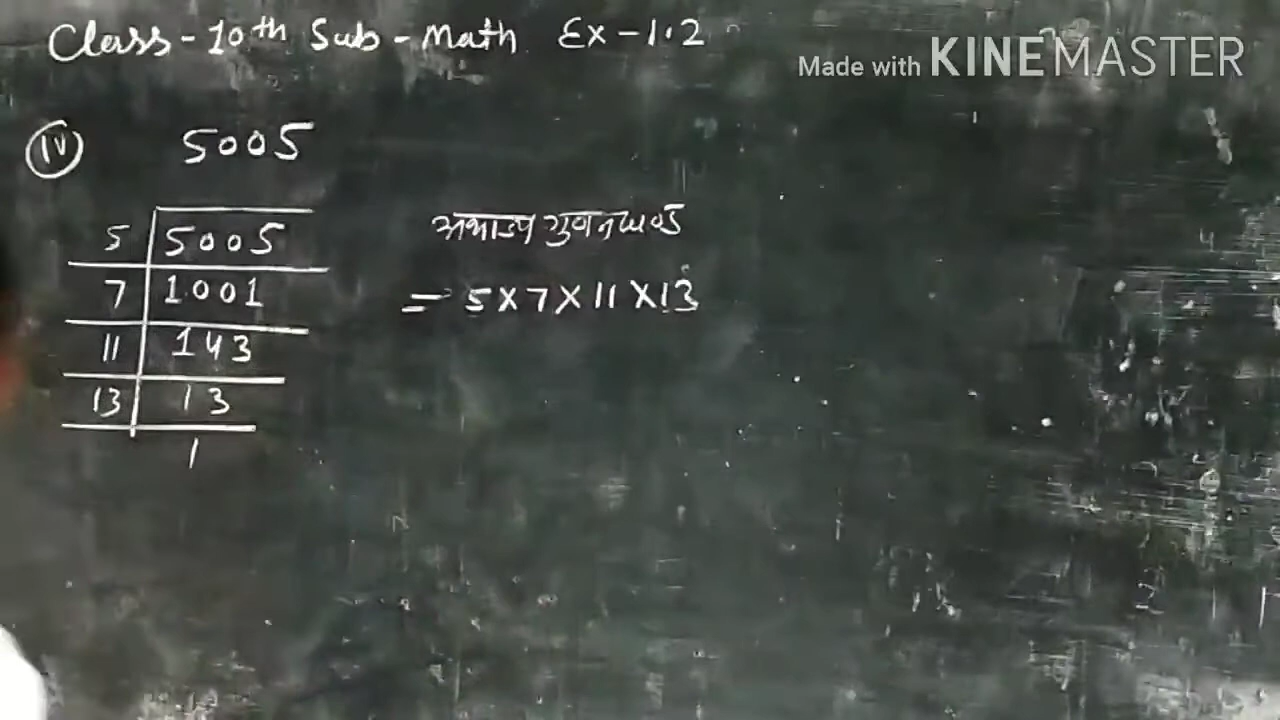 Class - 10th Sub - Math Ex - 1.2
Made with KINEMASTER
(iv) 5005
5 | 5005
7 | 1001
11 | 143
13 | 13
1
अभाज्य गुणनखण्ड
= 5 X 7 X 11 X 13